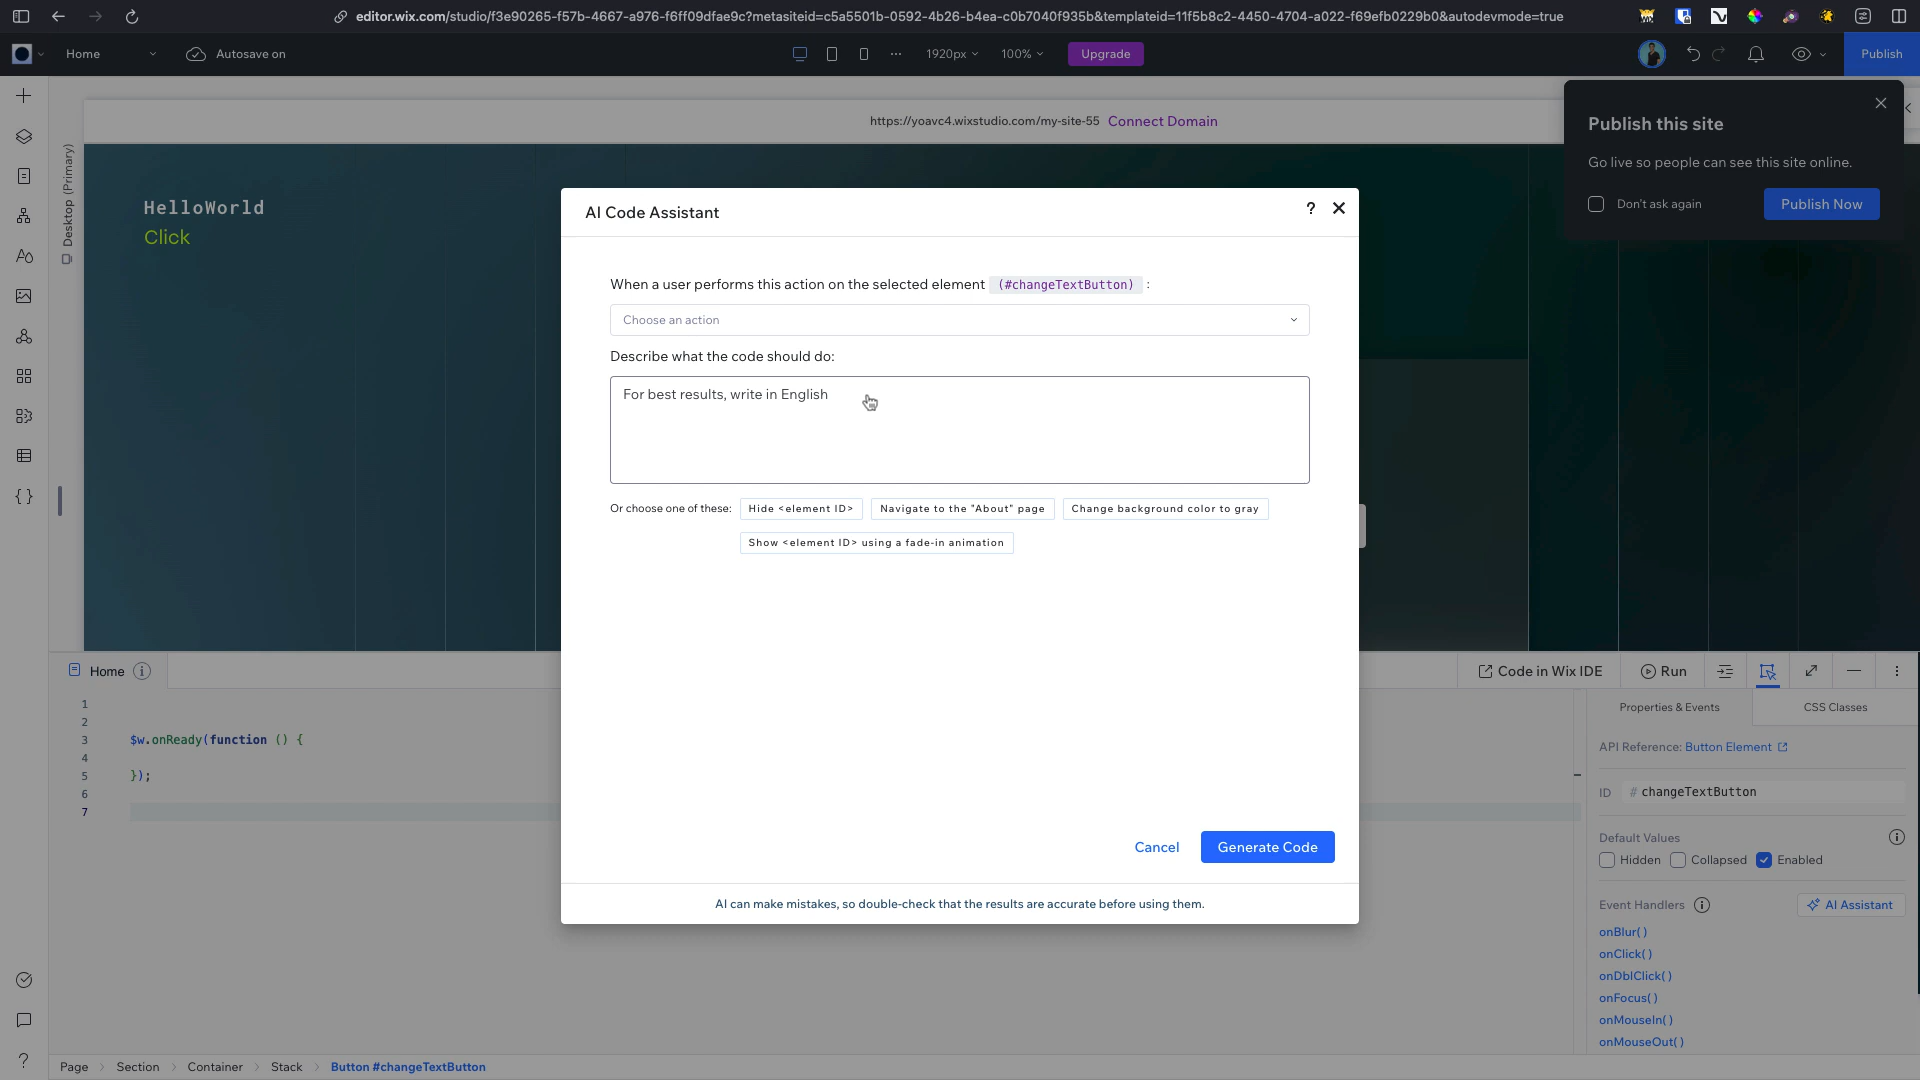 editor.wix.com/studio/f3e90265-f57b-4667-a976-f6ff09dfae9c?metasiteid=c5a5501b-0592-4b26-b4ea-c0b7040f935b&templateid=11f5b8c2-4450-4704-a022-f69efb0229b0&autodevmode=true
Home
Autosave on
1920px
100%
Upgrade
Publish
https://yoavc4.wixstudio.com/my-site-55 Connect Domain
Publish this site
Go live so people can see this site online.
Don't ask again
Publish Now
Desktop (Primary)
HelloWorld
Click
AI Code Assistant
?
When a user performs this action on the selected element (#changeTextButton) :
Choose an action
Describe what the code should do:
For best results, write in English
Or choose one of these:
Hide <element ID>
Navigate to the "About" page
Change background color to gray
Show <element ID> using a fade-in animation
Cancel
Generate Code
AI can make mistakes, so double-check that the results are accurate before using them.
Home
Code in Wix IDE
Run
1
2
3 $w.onReady(function () {
4
5 });
6
7
Properties & Events
CSS Classes
API Reference: Button Element
ID # changeTextButton
Default Values
Hidden
Collapsed
Enabled
Event Handlers
AI Assistant
onBlur( )
onClick( )
onDblClick( )
onFocus( )
onMouseIn( )
onMouseOut( )
Page > Section > Container > Stack > Button #changeTextButton